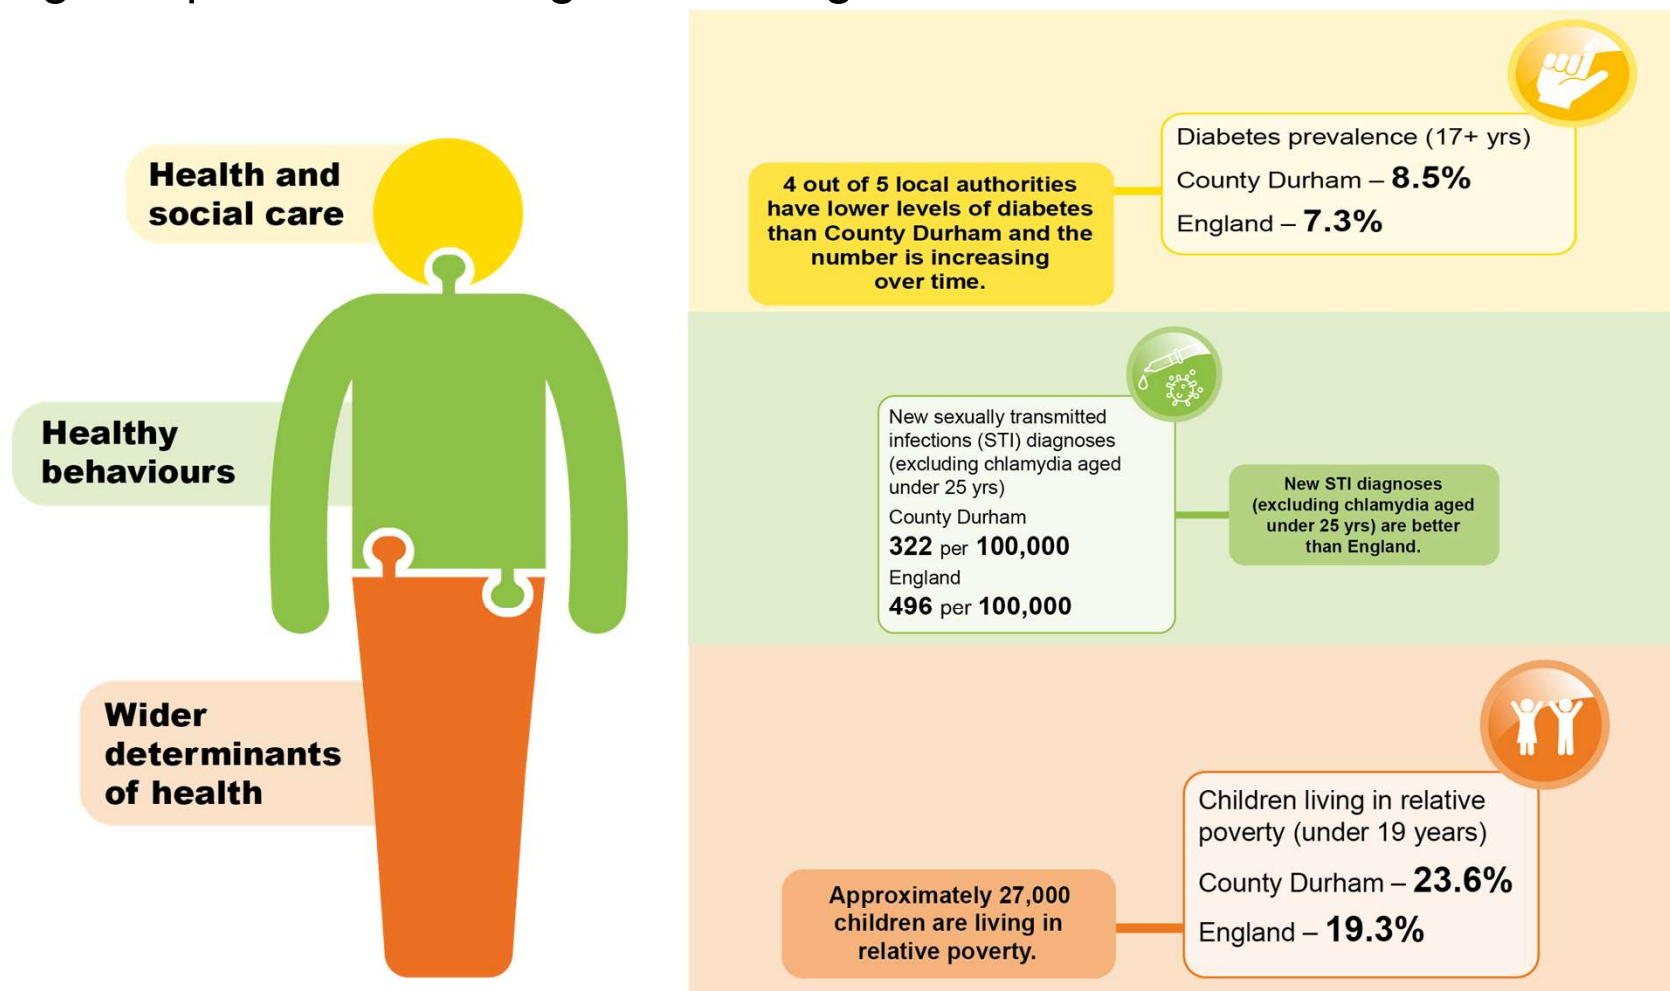 Health and
social care
Healthy
behaviours
Wider
determinants
of health
4 out of 5 local authorities
have lower levels of diabetes
than County Durham and the
number is increasing
over time.
Diabetes prevalence (17+ yrs)
County Durham – 8.5%
England – 7.3%
New sexually transmitted
infections (STI) diagnoses
(excluding chlamydia aged
under 25 yrs)
County Durham
322 per 100,000
England
496 per 100,000
New STI diagnoses
(excluding chlamydia aged
under 25 yrs) are better
than England.
Approximately 27,000
children are living in
relative poverty.
Children living in relative
poverty (under 19 years)
County Durham – 23.6%
England – 19.3%